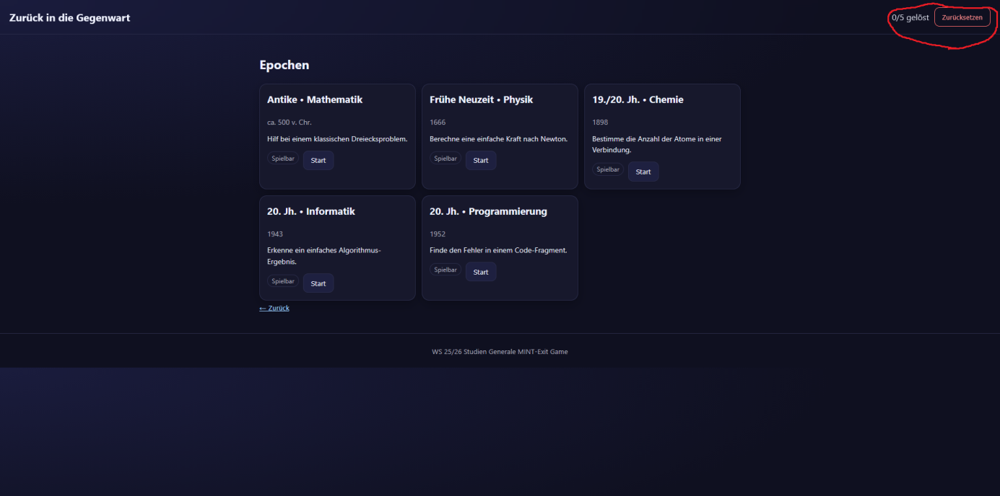 Zurück in die Gegenwart
0/5 gelöst
Zurücksetzen
Epochen
Antike • Mathematik
ca. 500 v. Chr.
Hilf bei einem klassischen Dreiecksproblem.
Spielbar
Start
Frühe Neuzeit • Physik
1666
Berechne eine einfache Kraft nach Newton.
Spielbar
Start
19./20. Jh. • Chemie
1898
Bestimme die Anzahl der Atome in einer
Verbindung.
Spielbar
Start
20. Jh. • Informatik
1943
Erkenne ein einfaches Algorithmus-
Ergebnis.
Spielbar
Start
20. Jh. • Programmierung
1952
Finde den Fehler in einem Code-Fragment.
Spielbar
Start
← Zurück
WS 25/26 Studien Generale MINT-Exit Game